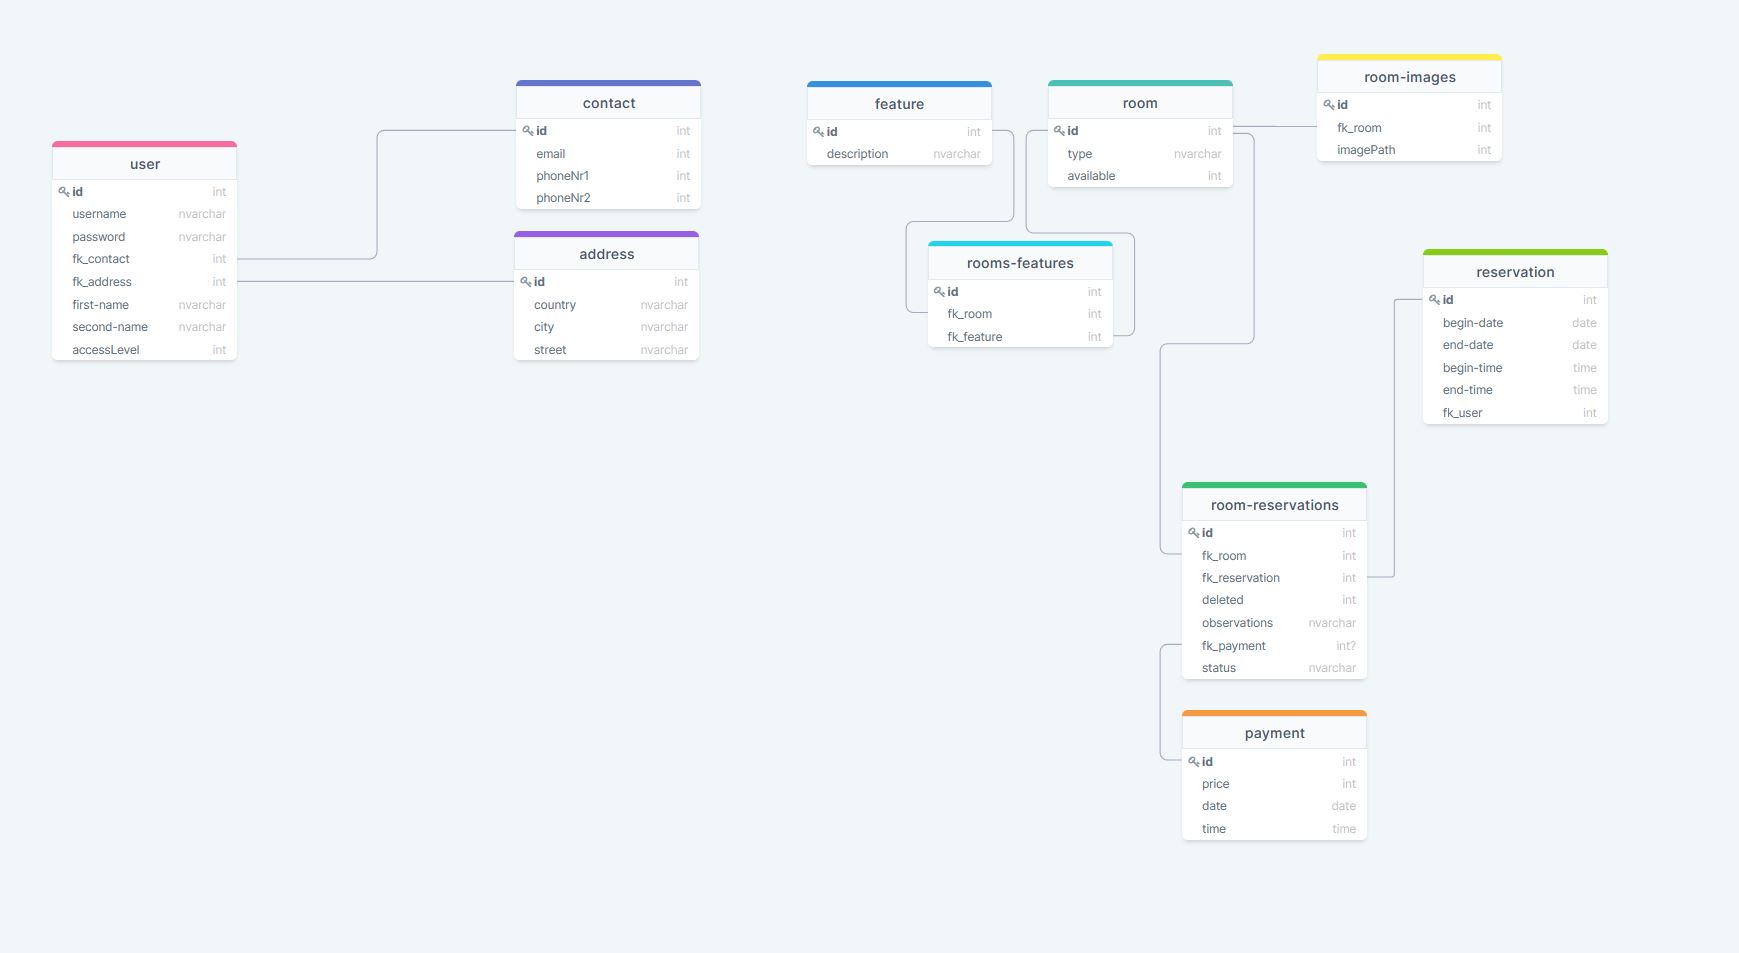 user
id int
username nvarchar
password nvarchar
fk_contact int
fk_address int
first-name nvarchar
second-name nvarchar
accessLevel int
contact
id int
email int
phoneNr1 int
phoneNr2 int
address
id int
country nvarchar
city nvarchar
street nvarchar
feature
id int
description nvarchar
room
id int
type nvarchar
available int
room-images
id int
fk_room int
imagePath int
rooms-features
id int
fk_room int
fk_feature int
reservation
id int
begin-date date
end-date date
begin-time time
end-time time
fk_user int
room-reservations
id int
fk_room int
fk_reservation int
deleted int
observations nvarchar
fk_payment int?
status nvarchar
payment
id int
price int
date date
time time